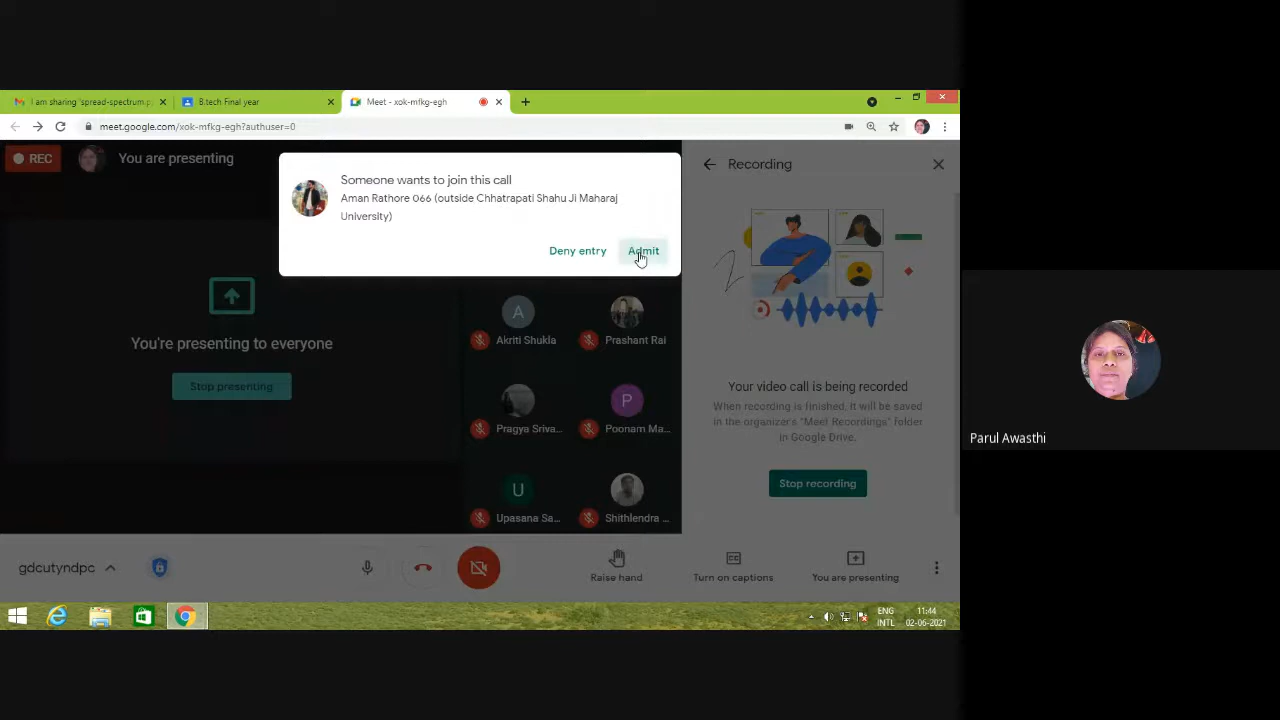 I am sharing 'spread-spectrum.p
B.tech Final year
Meet - xok-mfkg-egh
meet.google.com/xok-mfkg-egh?authuser=0
REC
You are presenting
Someone wants to join this call
Aman Rathore 066 (outside Chhatrapati Shahu Ji Maharaj
University)
Deny entry
Admit
Recording
2
You're presenting to everyone
Stop presenting
A
Akriti Shukla
Prashant Rai
Pragya Sriva...
P
Poonam Ma...
U
Upasana Sa...
Shithlendra ...
Your video call is being recorded
When recording is finished, it will be saved
in the organizer's "Meet Recordings" folder
in Google Drive.
Stop recording
Parul Awasthi
gdcutyndpc
Raise hand
CC
Turn on captions
You are presenting
ENG
INTL
11:44
02-06-2021